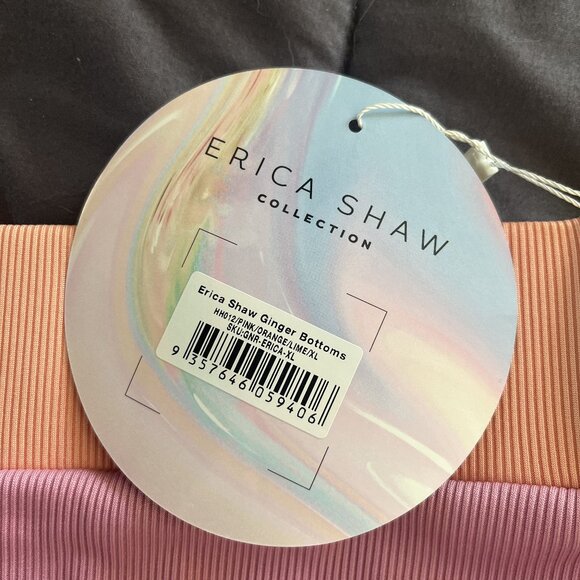 ERICA SHAW
COLLECTION
Erica Shaw Ginger Bottoms
HH012/PINK/ORANGE/LIME/XL
SKU:GNR-ERICA-XL
9 357646 059406